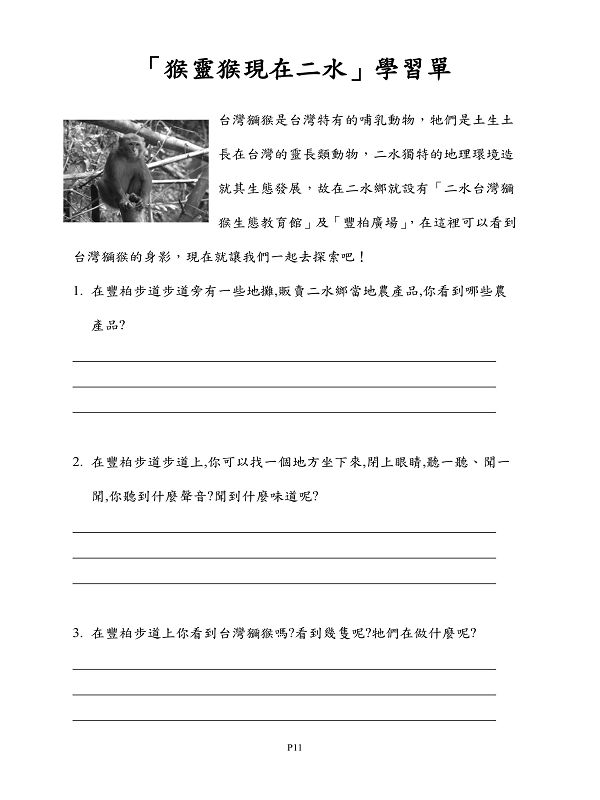 「猴靈猴現在二水」學習單
台灣獼猴是台灣特有的哺乳動物，牠們是土生土
長在台灣的靈長類動物，二水獨特的地理環境造
就其生態發展，故在二水鄉就設有「二水台灣獼
猴生態教育館」及「豐柏廣場」，在這裡可以看到
台灣獼猴的身影，現在就讓我們一起去探索吧！
1. 在豐柏步道步道旁有一些地攤,販賣二水鄉當地農產品,你看到哪些農
產品?
2. 在豐柏步道步道上,你可以找一個地方坐下來,閉上眼睛,聽一聽、聞一
聞,你聽到什麼聲音?聞到什麼味道呢?
3. 在豐柏步道上你看到台灣獼猴嗎?看到幾隻呢?牠們在做什麼呢?
P11